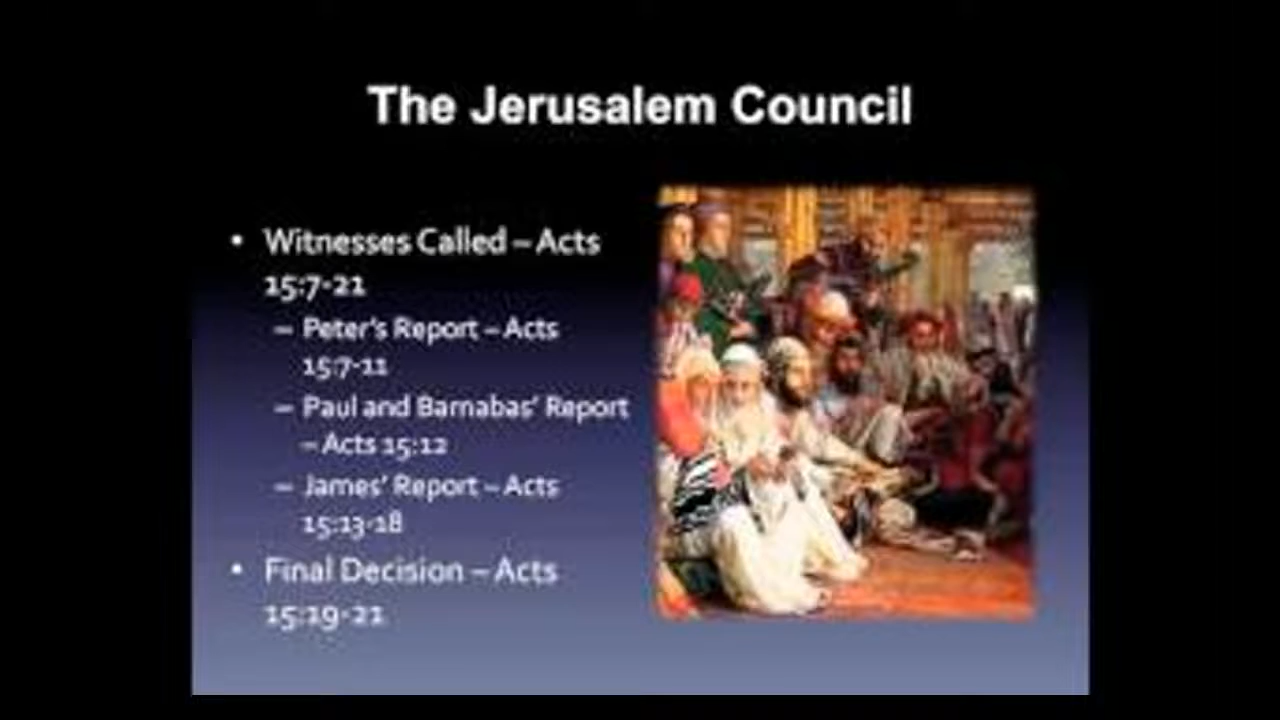 The Jerusalem Council
• Witnesses Called – Acts
15:7-21
– Peter's Report – Acts
15:7-11
– Paul and Barnabas' Report
– Acts 15:12
– James' Report – Acts
15:13-18
• Final Decision – Acts
15:19-21